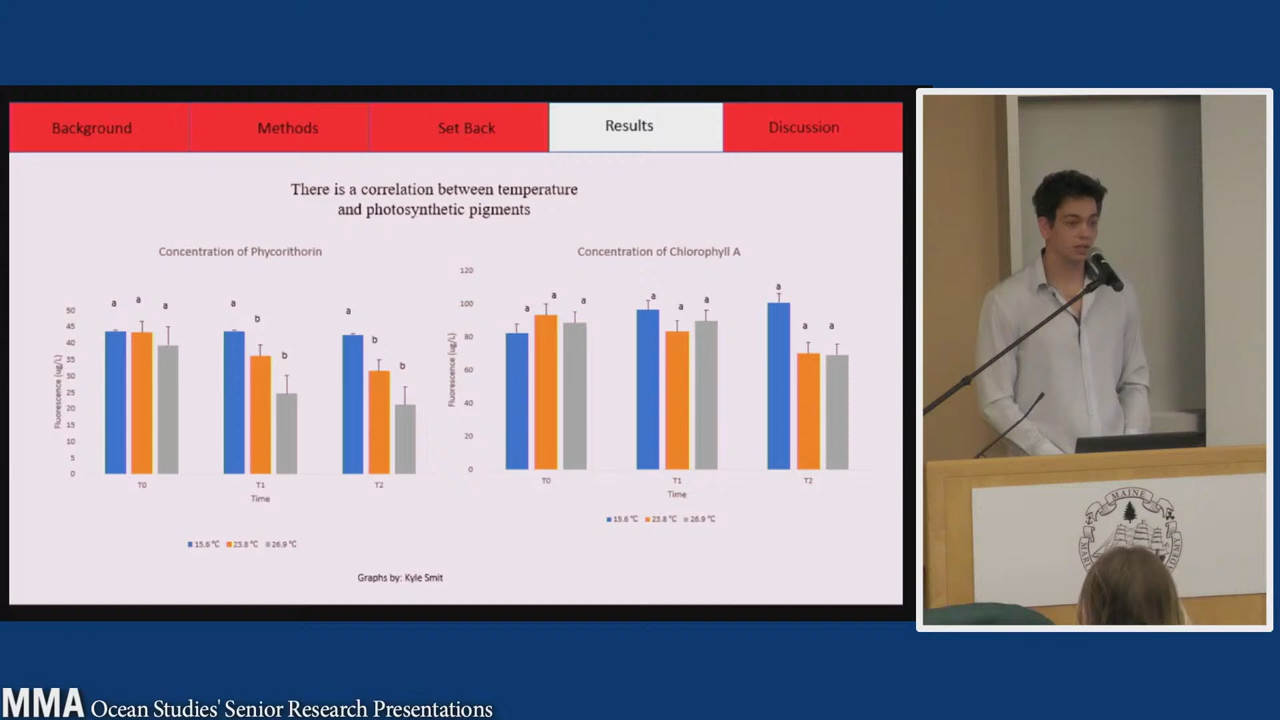 Background
Methods
Set Back
Results
Discussion
There is a correlation between temperature
and photosynthetic pigments
Concentration of Phycorithorin
50
45
40
35
30
25
20
15
10
5
0
Fluorescence (ug/L)
a
a
a
a
b
b
a
b
b
T0
T1
T2
Time
15.6 °C
23.8 °C
26.9 °C
Concentration of Chlorophyll A
120
100
80
60
40
20
0
Fluorescence (ug/L)
a
a
a
a
a
a
a
a
a
T0
T1
T2
Time
15.6 °C
23.8 °C
26.9 °C
Graphs by: Kyle Smit
MAINE
MMA Ocean Studies' Senior Research Presentations